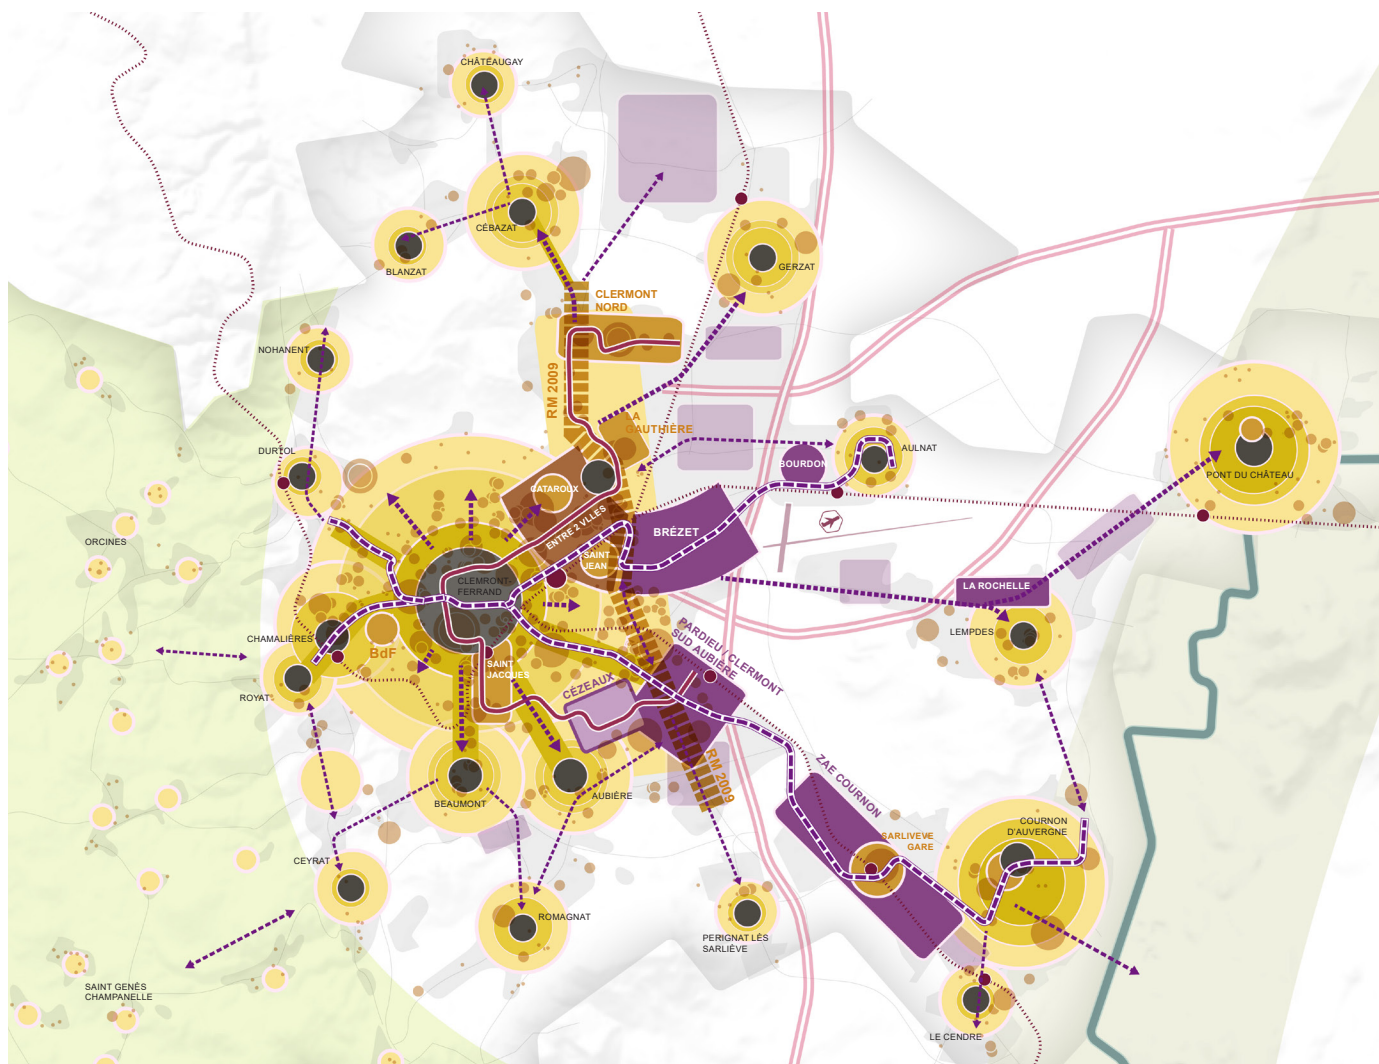 CHÂTEAUGAY
CÉBAZAT
BLANZAT
GERZAT
CLERMONT
NORD
NOHANENT
RM 2009
LA
GAUTHIÈRE
DURTOL
AULNAT
BOURDON
PONT DU CHÂTEAU
CATAROUX
ENTRE 2 VLLES
BRÉZET
SAINT
JEAN
ORCINES
CLEMRONT-
FERRAND
LA ROCHELLE
LEMPDES
CHAMALIÈRES
BdF
PARDIEU / CLERMONT
SUD AUBIÈRE
SAINT
JACQUES
CÉZEAUX
ROYAT
RM 2009
ZAE COURNON
BEAUMONT
AUBIÈRE
COURNON
D'AUVERGNE
SARLIVEVE
GARE
CEYRAT
ROMAGNAT
PERIGNAT LÈS
SARLIÈVE
SAINT GENÈS
CHAMPANELLE
LE CENDRE